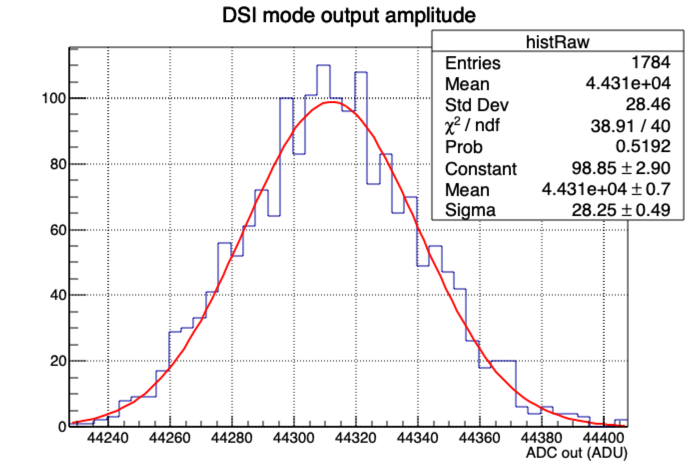 DSI mode output amplitude
histRaw
Entries 1784
Mean 4.431e+04
Std Dev 28.46
χ² / ndf 38.91 / 40
Prob 0.5192
Constant 98.85 ± 2.90
Mean 4.431e+04 ± 0.7
Sigma 28.25 ± 0.49
100
80
60
40
20
0
44240 44260 44280 44300 44320 44340 44360 44380 44400
ADC out (ADU)